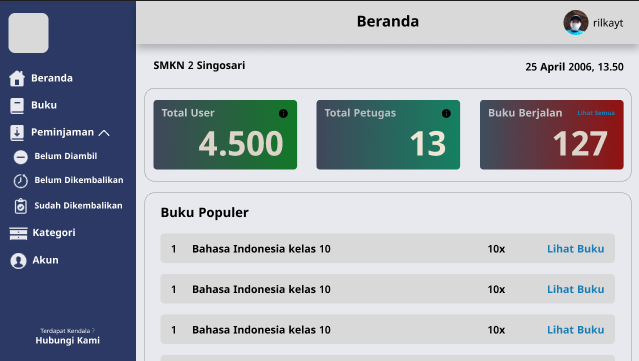 Beranda
rilkayt
Beranda
Buku
Peminjaman
Belum Diambil
Belum Dikembalikan
Sudah Dikembalikan
Kategori
Akun
Terdapat Kendala ?
Hubungi Kami
SMKN 2 Singosari
25 April 2006, 13.50
Total User
4.500
Total Petugas
13
Buku Berjalan
Lihat Semua
127
Buku Populer
1 Bahasa Indonesia kelas 10 10x Lihat Buku
1 Bahasa Indonesia kelas 10 10x Lihat Buku
1 Bahasa Indonesia kelas 10 10x Lihat Buku